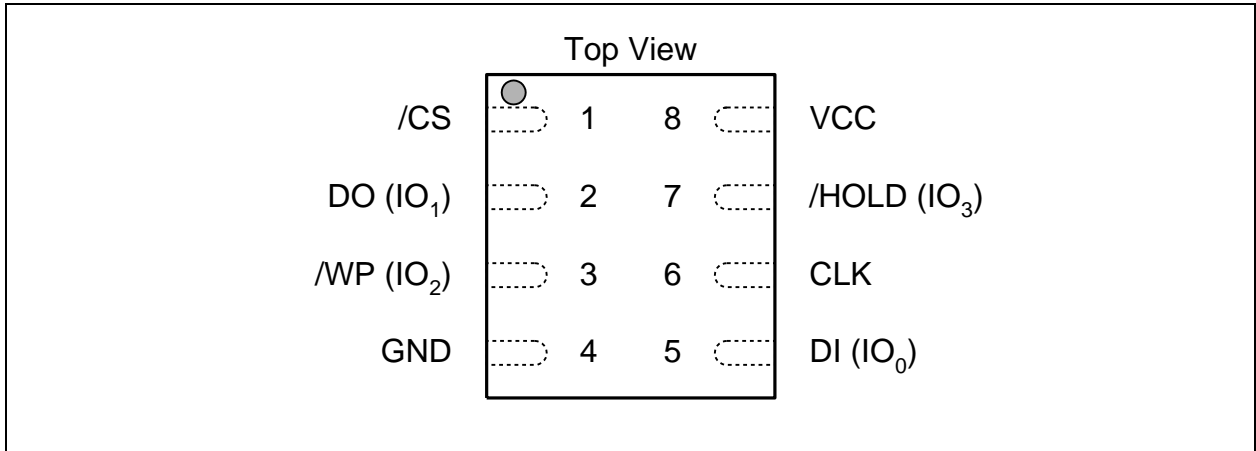 Top View
/CS 1 8 VCC
DO (IO₁) 2 7 /HOLD (IO₃)
/WP (IO₂) 3 6 CLK
GND 4 5 DI (IO₀)